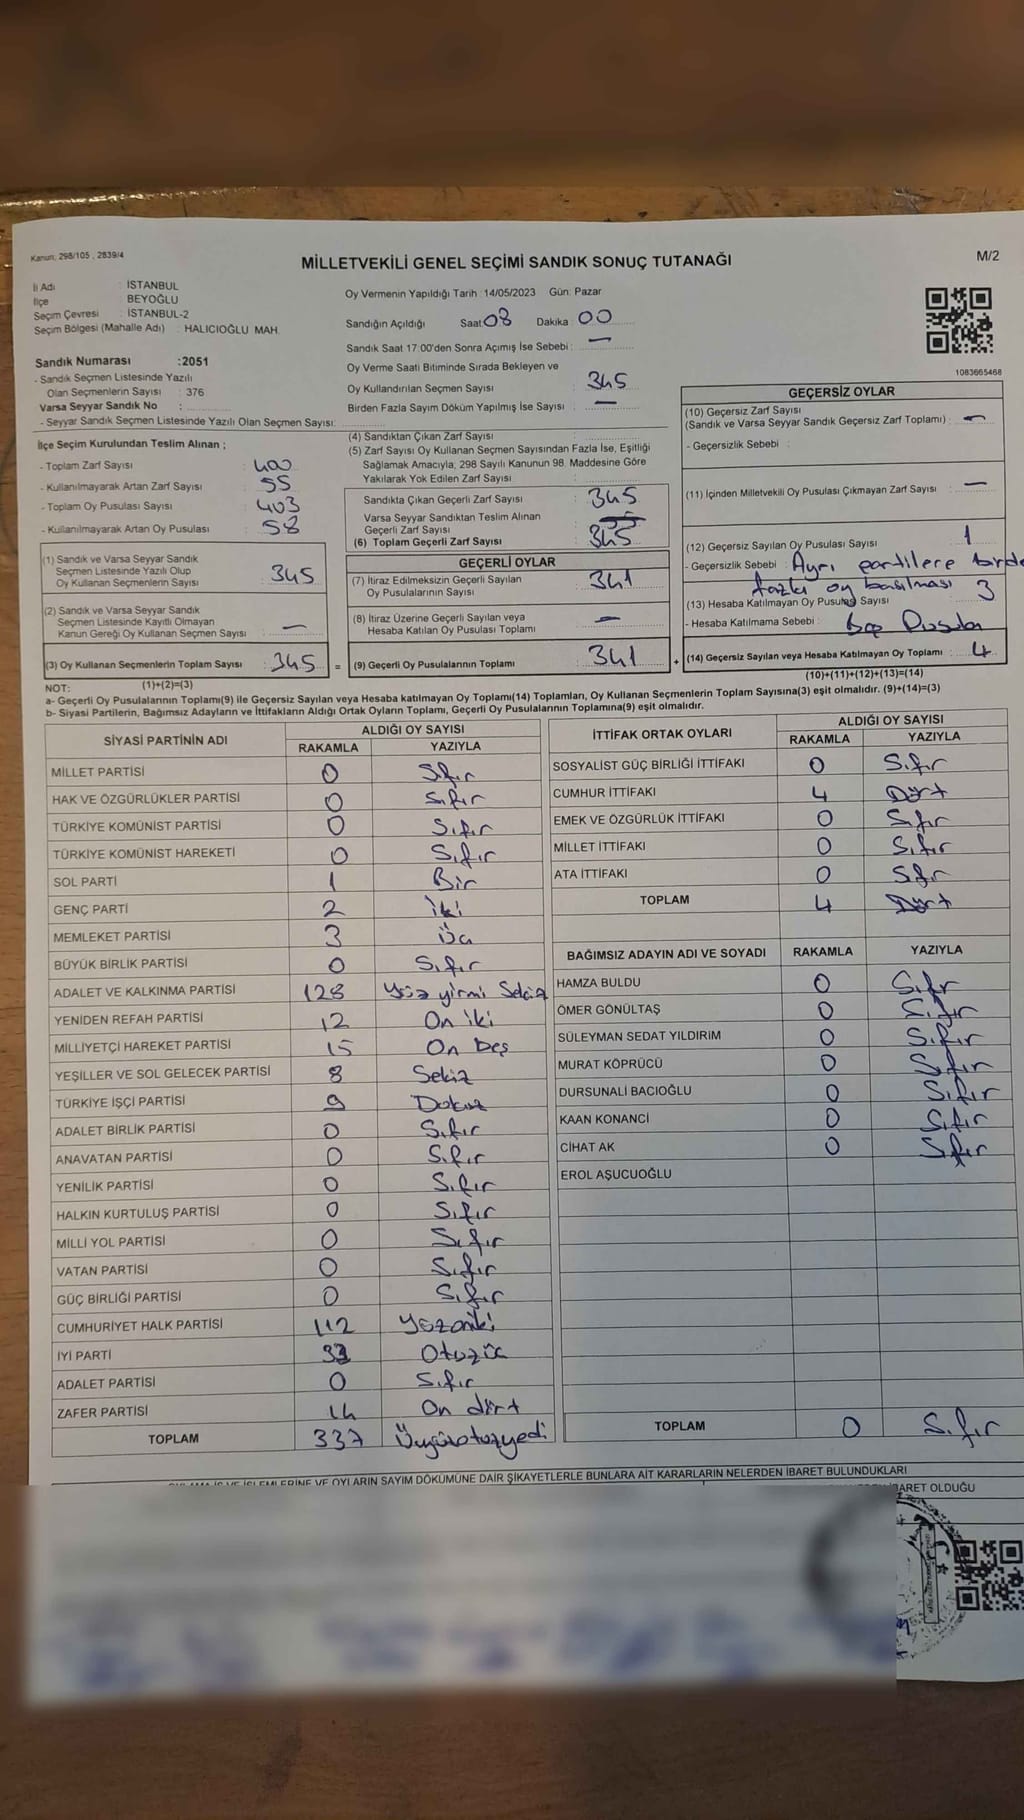 Kanun, 298/105 , 2839/4
MİLLETVEKİLİ GENEL SEÇİMİ SANDIK SONUÇ TUTANAĞI
M/2
İl Adı : İSTANBUL
İlçe : BEYOĞLU
Seçim Çevresi : İSTANBUL-2
Seçim Bölgesi (Mahalle Adı) : HALICIOĞLU MAH.
Sandık Numarası :2051
- Sandık Seçmen Listesinde Yazılı
Olan Seçmenlerin Sayısı : 376
Varsa Seyyar Sandık No :
- Seyyar Sandık Seçmen Listesinde Yazılı Olan Seçmen Sayısı:
İlçe Seçim Kurulundan Teslim Alınan ;
- Toplam Zarf Sayısı : 400
- Kullanılmayarak Artan Zarf Sayısı : 55
- Toplam Oy Pusulası Sayısı : 403
- Kullanılmayarak Artan Oy Pusulası : 58
(1) Sandık ve Varsa Seyyar Sandık
Seçmen Listesinde Yazılı Olup
Oy Kullanan Seçmenlerin Sayısı : 345
(2) Sandık ve Varsa Seyyar Sandık
Seçmen Listesinde Kayıtlı Olmayan
Kanun Gereği Oy Kullanan Seçmen Sayısı : —
(3) Oy Kullanan Seçmenlerin Toplam Sayısı : 345 =
(1)+(2)=(3)
Oy Vermenin Yapıldığı Tarih :14/05/2023 Gün: Pazar
Sandığın Açıldığı Saat 08 Dakika 00
Sandık Saat 17:00'den Sonra Açımış İse Sebebi : —
Oy Verme Saati Bitiminde Sırada Bekleyen ve
Oy Kullandırılan Seçmen Sayısı : 345
Birden Fazla Sayım Döküm Yapılmış İse Sayısı : —
(4) Sandıktan Çıkan Zarf Sayısı :
(5) Zarf Sayısı Oy Kullanan Seçmen Sayısından Fazla İse, Eşitliği
Sağlamak Amacıyla; 298 Sayılı Kanunun 98. Maddesine Göre
Yakılarak Yok Edilen Zarf Sayısı :
Sandıkta Çıkan Geçerli Zarf Sayısı : 345
Varsa Seyyar Sandıktan Teslim Alınan
Geçerli Zarf Sayısı :
(6) Toplam Geçerli Zarf Sayısı : 345
GEÇERLİ OYLAR
(7) İtiraz Edilmeksizin Geçerli Sayılan
Oy Pusulalarının Sayısı : 341
(8) İtiraz Üzerine Geçerli Sayılan veya
Hesaba Katılan Oy Pusulası Toplamı : —
(9) Geçerli Oy Pusulalarının Toplamı : 341 +
1083665468
GEÇERSİZ OYLAR
(10) Geçersiz Zarf Sayısı
(Sandık ve Varsa Seyyar Sandık Geçersiz Zarf Toplamı) : —
- Geçersizlik Sebebi :
(11) İçinden Milletvekili Oy Pusulası Çıkmayan Zarf Sayısı : —
(12) Geçersiz Sayılan Oy Pusulası Sayısı : 1
- Geçersizlik Sebebi : Ayrı partilere birde
fazla oy basılması
(13) Hesaba Katılmayan Oy Pusulası Sayısı : 3
- Hesaba Katılmama Sebebi : Boş Pusula
(14) Geçersiz Sayılan veya Hesaba Katılmayan Oy Toplamı : 4
(10)+(11)+(12)+(13)=(14)
NOT:
a- Geçerli Oy Pusulalarının Toplamı(9) ile Geçersiz Sayılan veya Hesaba katılmayan Oy Toplamı(14) Toplamları, Oy Kullanan Seçmenlerin Toplam Sayısına(3) eşit olmalıdır. (9)+(14)=(3)
b- Siyasi Partilerin, Bağımsız Adayların ve İttifakların Aldığı Ortak Oyların Toplamı, Geçerli Oy Pusulalarının Toplamına(9) eşit olmalıdır.
SİYASİ PARTİNİN ADI ALDIĞI OY SAYISI
RAKAMLA YAZIYLA
MİLLET PARTİSİ 0 Sıfır
HAK VE ÖZGÜRLÜKLER PARTİSİ 0 Sıfır
TÜRKİYE KOMÜNİST PARTİSİ 0 Sıfır
TÜRKİYE KOMÜNİST HAREKETİ 0 Sıfır
SOL PARTİ 1 Bir
GENÇ PARTİ 2 İki
MEMLEKET PARTİSİ 3 Üç
BÜYÜK BİRLİK PARTİSİ 0 Sıfır
ADALET VE KALKINMA PARTİSİ 128 Yüz yirmi Sekiz
YENİDEN REFAH PARTİSİ 12 On iki
MİLLİYETÇİ HAREKET PARTİSİ 15 On beş
YEŞİLLER VE SOL GELECEK PARTİSİ 8 Sekiz
TÜRKİYE İŞÇİ PARTİSİ 9 Dokuz
ADALET BİRLİK PARTİSİ 0 Sıfır
ANAVATAN PARTİSİ 0 Sıfır
YENİLİK PARTİSİ 0 Sıfır
HALKIN KURTULUŞ PARTİSİ 0 Sıfır
MİLLİ YOL PARTİSİ 0 Sıfır
VATAN PARTİSİ 0 Sıfır
GÜÇ BİRLİĞİ PARTİSİ 0 Sıfır
CUMHURİYET HALK PARTİSİ 112 Yüzoniki
İYİ PARTİ 33 Otuzüç
ADALET PARTİSİ 0 Sıfır
ZAFER PARTİSİ 14 On dört
TOPLAM 337 Üçyüzotuzyedi
İTTİFAK ORTAK OYLARI ALDIĞI OY SAYISI
RAKAMLA YAZIYLA
SOSYALİST GÜÇ BİRLİĞİ İTTİFAKI 0 Sıfır
CUMHUR İTTİFAKI 4 Dört
EMEK VE ÖZGÜRLÜK İTTİFAKI 0 Sıfır
MİLLET İTTİFAKI 0 Sıfır
ATA İTTİFAKI 0 Sıfır
TOPLAM 4 Dört
BAĞIMSIZ ADAYIN ADI VE SOYADI RAKAMLA YAZIYLA
HAMZA BULDU 0 Sıfır
ÖMER GÖNÜLTAŞ 0 Sıfır
SÜLEYMAN SEDAT YILDIRIM 0 Sıfır
MURAT KÖPRÜCÜ 0 Sıfır
DURSUNALİ BACIOĞLU 0 Sıfır
KAAN KONANCİ 0 Sıfır
CİHAT AK 0 Sıfır
EROL AŞUCUOĞLU
TOPLAM 0 Sıfır
VE OYLARIN SAYIM DÖKÜMÜNE DAİR ŞİKAYETLERLE BUNLARA AİT KARARLARIN NELERDEN İBARET BULUNDUKLARI
OLDUĞU